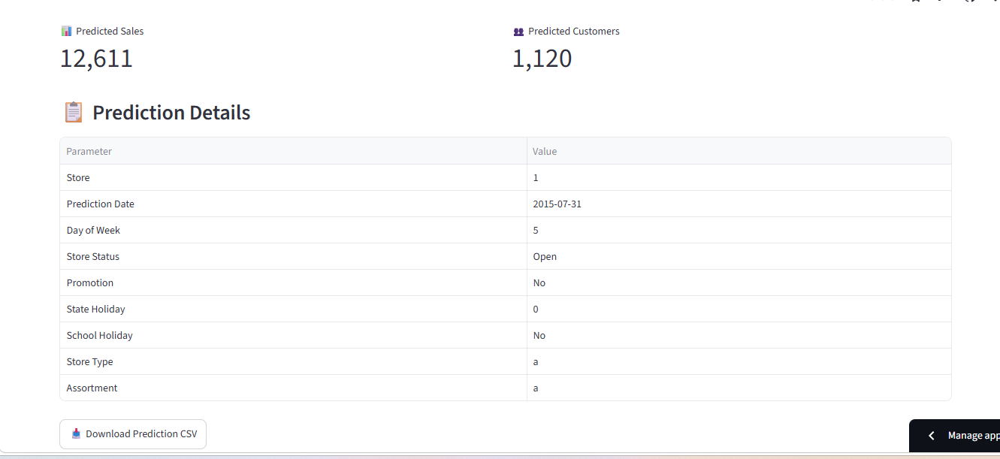 Predicted Sales
Predicted Customers
12,611
1,120
Prediction Details
Parameter Value
Store 1
Prediction Date 2015-07-31
Day of Week 5
Store Status Open
Promotion No
State Holiday 0
School Holiday No
Store Type a
Assortment a
Download Prediction CSV
Manage app